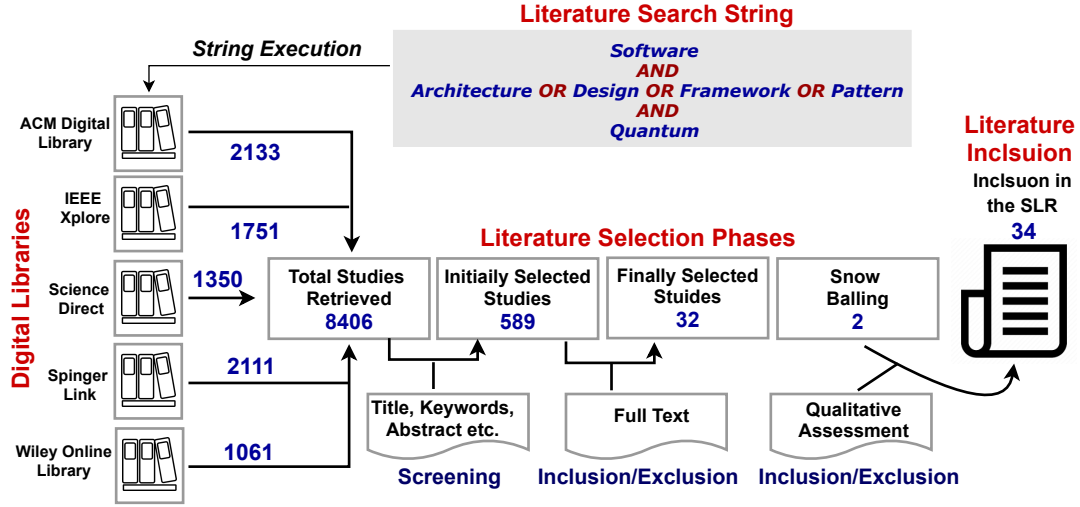 Literature Search String
String Execution
Software
AND
Architecture OR Design OR Framework OR Pattern
AND
Quantum
Digital Libraries
ACM Digital
Library
2133
IEEE
Xplore
1751
Science
Direct
1350
Spinger
Link
2111
Wiley Online
Library
1061
Literature Selection Phases
Total Studies
Retrieved
8406
Initiaily Selected
Studies
589
Finally Selected
Stuides
32
Snow
Balling
2
Title, Keywords,
Abstract etc.
Screening
Full Text
Inclusion/Exclusion
Qualitative
Assessment
Inclusion/Exclusion
Literature
Inclsuion
Inclsuon in
the SLR
34